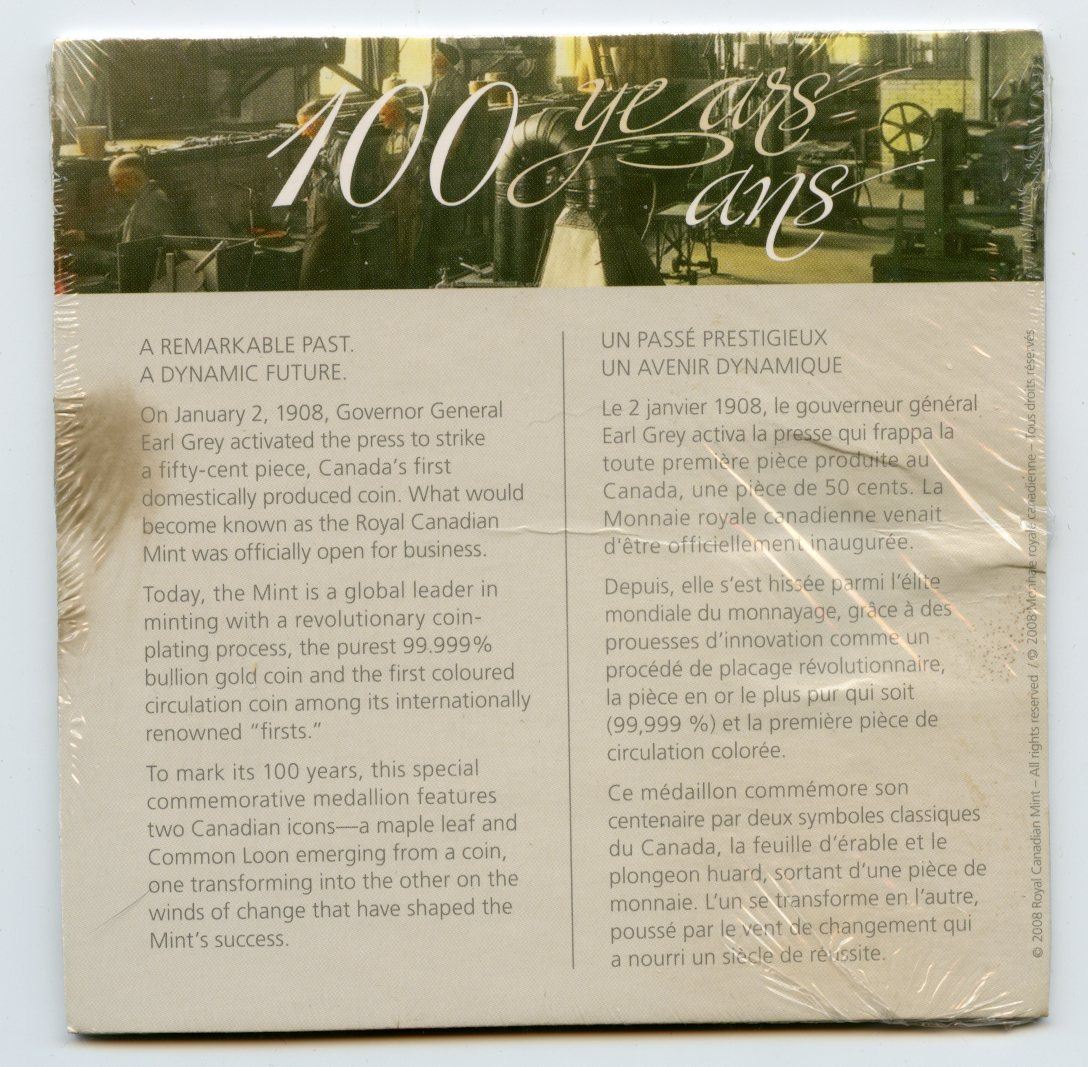 100 years
ans
A REMARKABLE PAST.
A DYNAMIC FUTURE.
On January 2, 1908, Governor General
Earl Grey activated the press to strike
a fifty-cent piece, Canada's first
domestically produced coin. What would
become known as the Royal Canadian
Mint was officially open for business.
Today, the Mint is a global leader in
minting with a revolutionary coin-
plating process, the purest 99.999%
bullion gold coin and the first coloured
circulation coin among its internationally
renowned "firsts."
To mark its 100 years, this special
commemorative medallion features
two Canadian icons—a maple leaf and
Common Loon emerging from a coin,
one transforming into the other on the
winds of change that have shaped the
Mint's success.
UN PASSÉ PRESTIGIEUX
UN AVENIR DYNAMIQUE
Le 2 janvier 1908, le gouverneur général
Earl Grey activa la presse qui frappa la
toute première pièce produite au
Canada, une pièce de 50 cents. La
Monnaie royale canadienne venait
d'être officiellement inaugurée.
Depuis, elle s'est hissée parmi l'élite
mondiale du monnayage, grâce à des
prouesses d'innovation comme un
procédé de placage révolutionnaire,
la pièce en or le plus pur qui soit
(99,999 %) et la première pièce de
circulation colorée.
Ce médaillon commémore son
centenaire par deux symboles classiques
du Canada, la feuille d'érable et le
plongeon huard, sortant d'une pièce de
monnaie. L'un se transforme en l'autre,
poussé par le vent de changement qui
a nourri un siècle de réussite.
© 2008 Royal Canadian Mint – All rights reserved / © 2008 Monnaie royale canadienne – Tous droits réservés